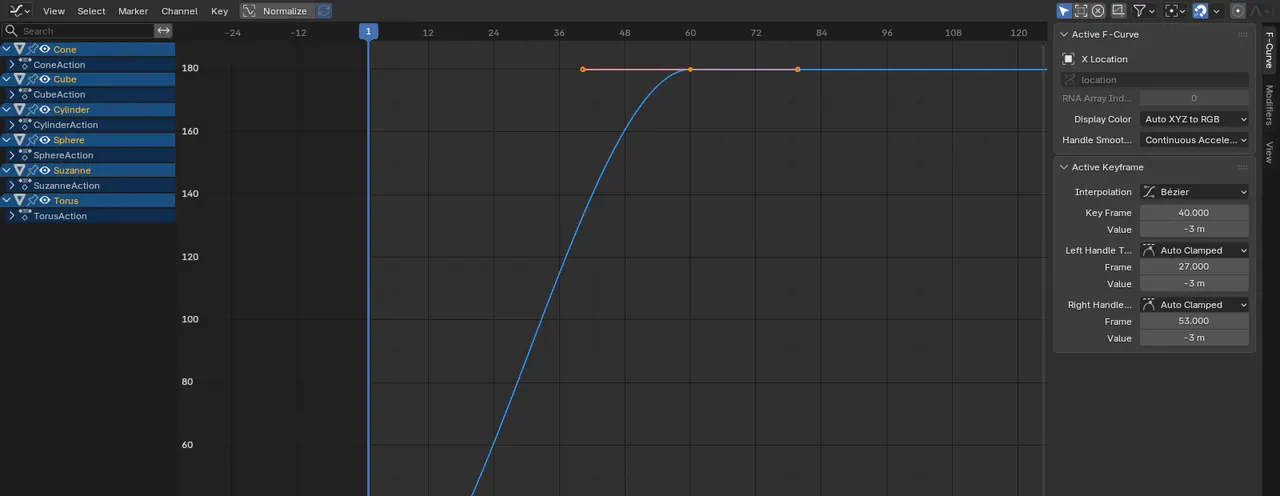 View Select Marker Channel Key Normalize
Search
-24 -12 1 12 24 36 48 60 72 84 96 108 120
Cone
ConeAction
Cube
CubeAction
Cylinder
CylinderAction
Sphere
SphereAction
Suzanne
SuzanneAction
Torus
TorusAction
180
160
140
120
100
80
60
Active F-Curve
X Location
location
RNA Array Ind... 0
Display Color Auto XYZ to RGB
Handle Smoot... Continuous Accele...
Active Keyframe
Interpolation Bézier
Key Frame 40.000
Value -3 m
Left Handle T... Auto Clamped
Frame 27.000
Value -3 m
Right Handle... Auto Clamped
Frame 53.000
Value -3 m
F-Curve
Modifiers
View